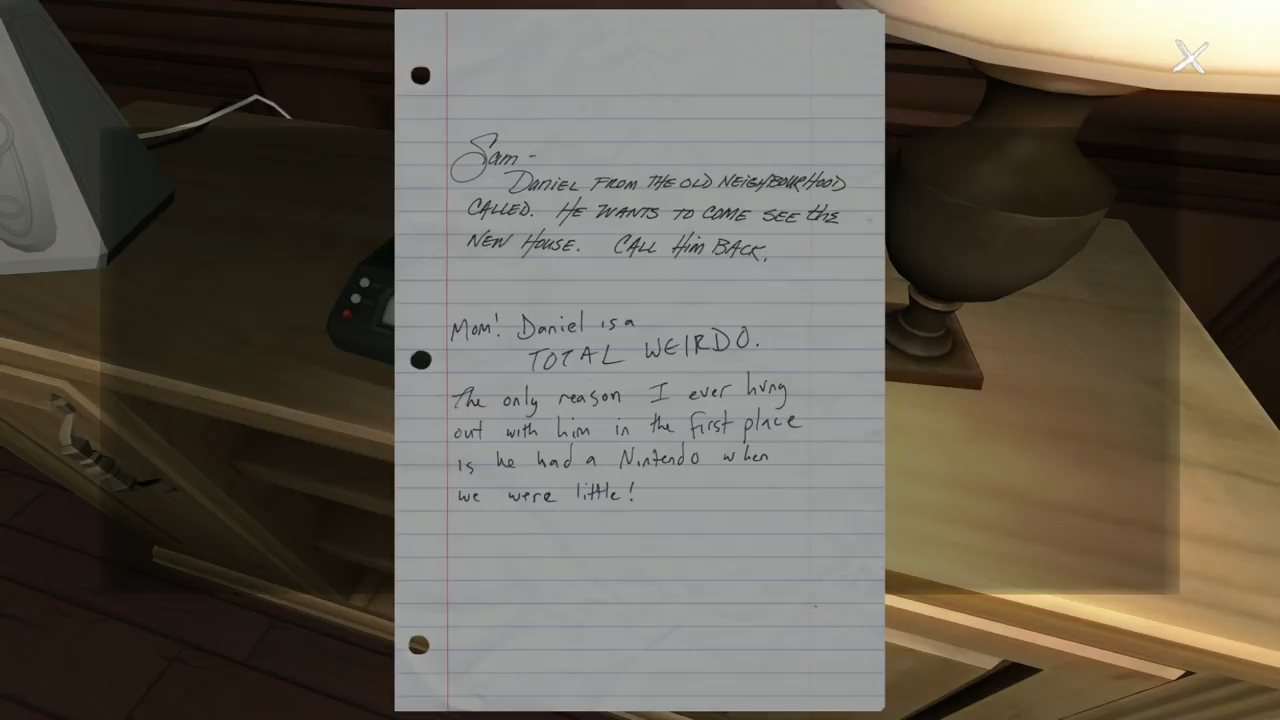 Sam -
DANIEL FROM THE OLD NEIGHBOURHOOD
CALLED. HE WANTS TO COME SEE the
NEW HOUSE. CALL HiM BACK.
Mom! Daniel is a
TOTAL WEIRDO.
The only reason I ever hung
out with him in the first place
is he had a Nintendo when
we were little!